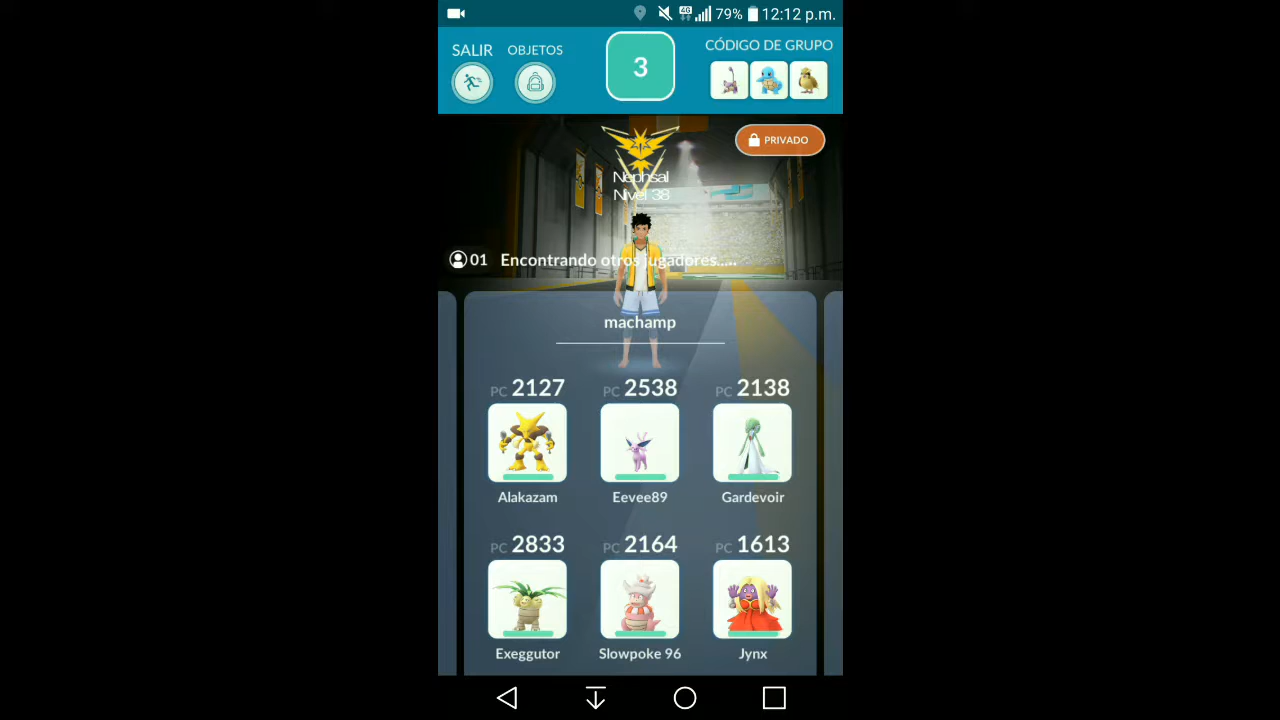 4G 79% 12:12 p.m.
SALIR OBJETOS 3 CÓDIGO DE GRUPO
PRIVADO
Nephsal
Nivel 38
01 Encontrando otros jugadores.....
machamp
PC 2127 PC 2538 PC 2138
Alakazam Eevee89 Gardevoir
PC 2833 PC 2164 PC 1613
Exeggutor Slowpoke 96 Jynx